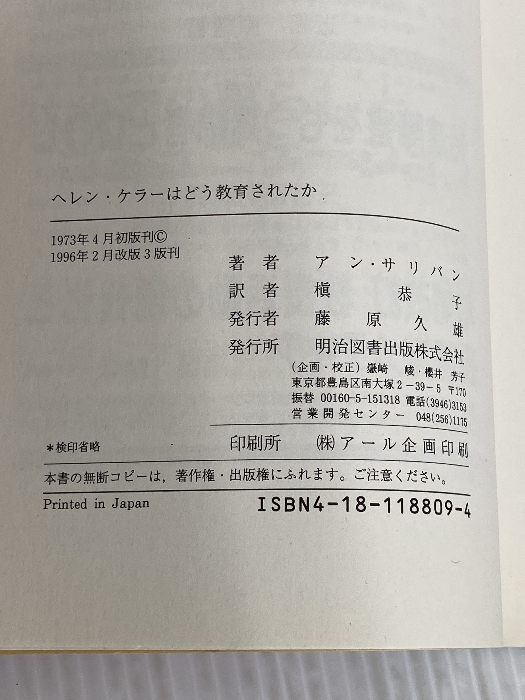 ヘレン・ケラーはどう教育されたか
1973年4月初版刊©
1996年2月改版3版刊
著者 アン・サリバン
訳者 槇恭子
発行者 藤原久雄
発行所 明治図書出版株式会社
(企画・校正)嶽崎 峻・櫻井 芳子
東京都豊島区南大塚2-39-5 〒170
振替 00160-5-151318 電話(3946)3153
営業開発センター 048(256)1175
*検印省略
印刷所 (株)アール企画印刷
本書の無断コピーは,著作権・出版権にふれます。ご注意ください。
Printed in Japan
ISBN4-18-118809-4